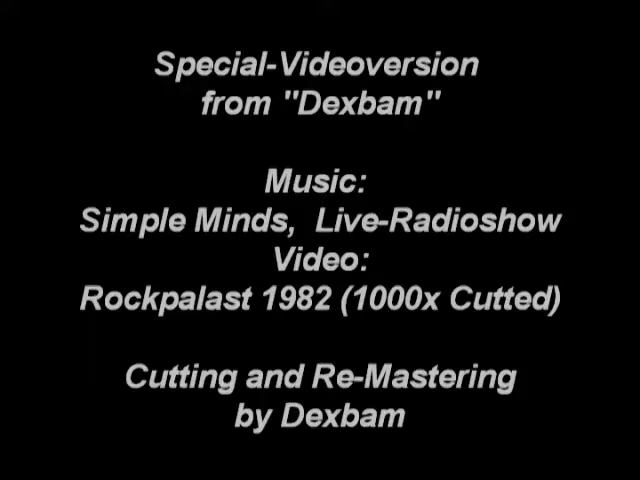 Special-Videoversion
from "Dexbam"
Music:
Simple Minds,  Live-Radioshow
Video:
Rockpalast 1982 (1000x Cutted)
Cutting and Re-Mastering
by Dexbam